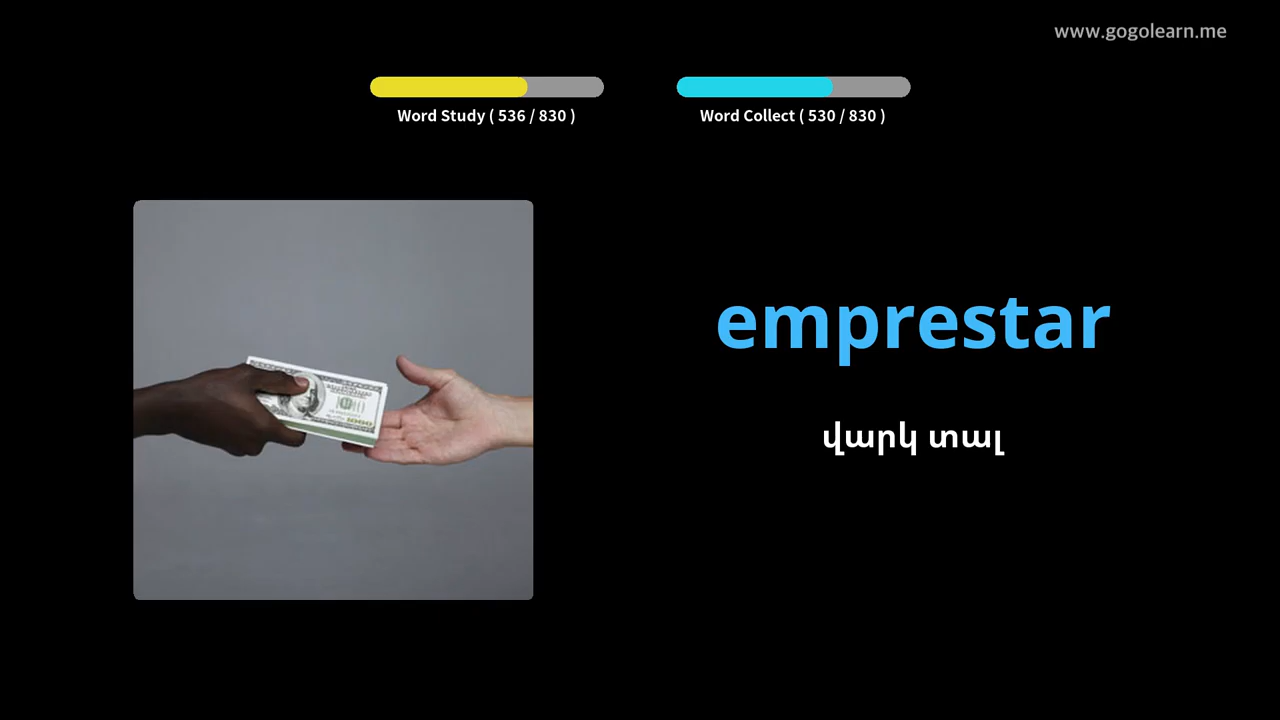 www.gogolearn.me
Word Study ( 536 / 830 )
Word Collect ( 530 / 830 )
emprestar
վարկ տալ